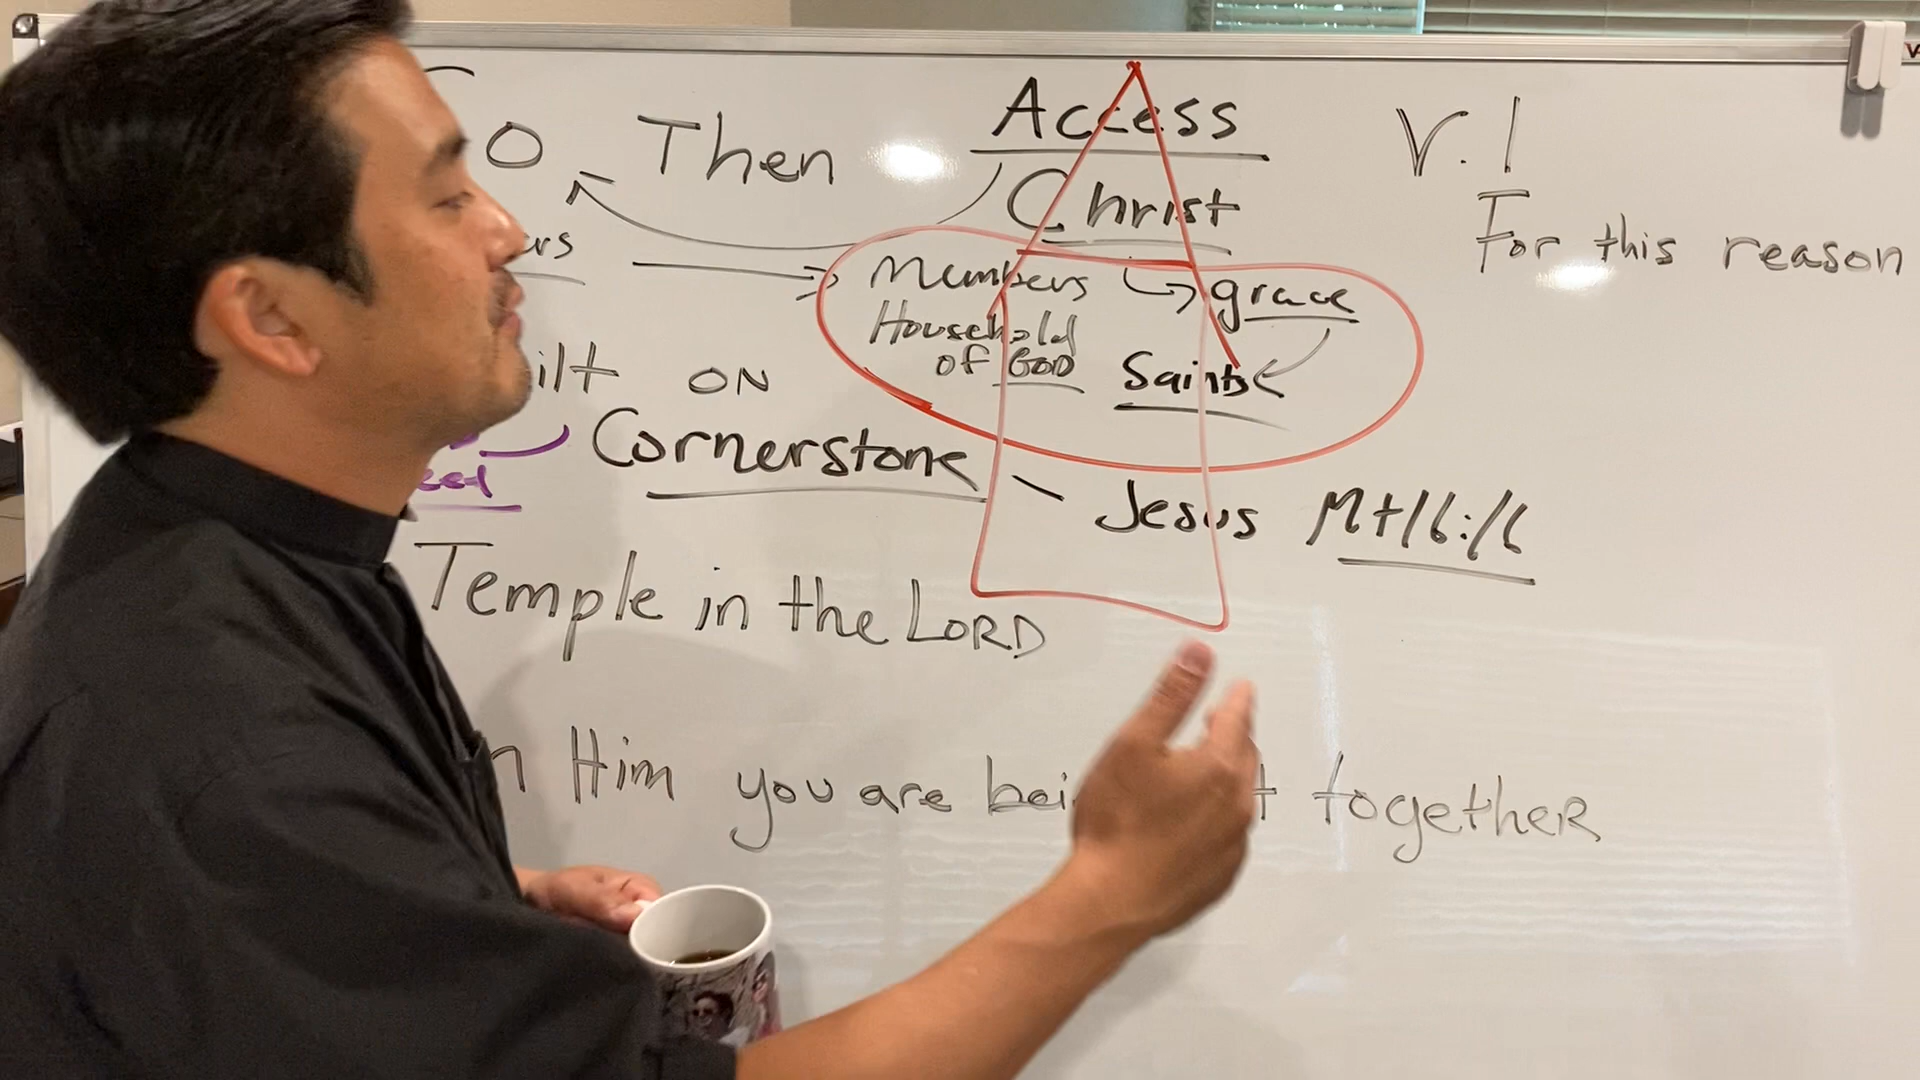 o Then
Access
V.1
Christ
For this reason
Members
grace
Household
of GOD
Saints
ON
Cornerstone
Jesus Mt16:16
Temple in the LORD
Him you are together